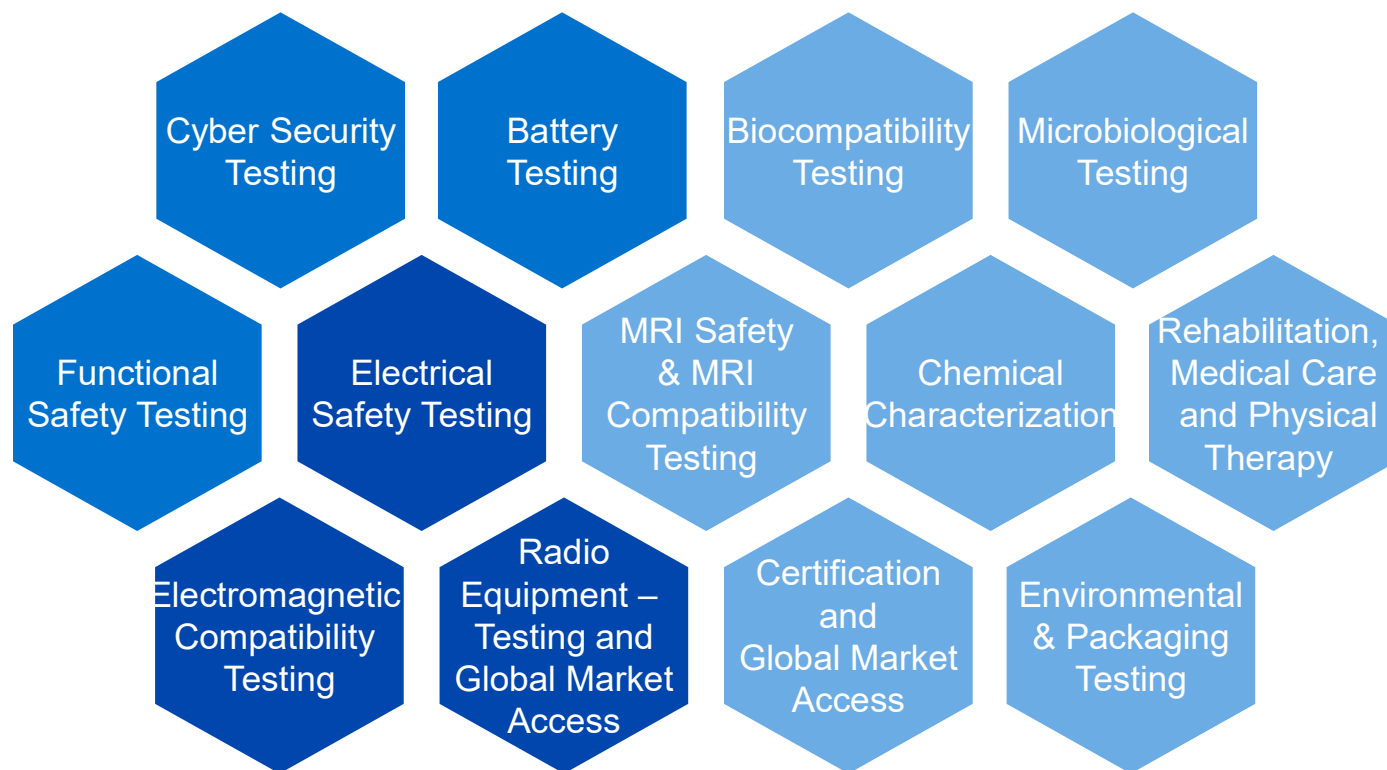 Cyber Security
Testing
Battery
Testing
Biocompatibility
Testing
Microbiological
Testing
Functional
Safety Testing
Electrical
Safety Testing
MRI Safety
& MRI
Compatibility
Testing
Chemical
Characterization
Rehabilitation,
Medical Care
and Physical
Therapy
Electromagnetic
Compatibility
Testing
Radio
Equipment –
Testing and
Global Market
Access
Certification
and
Global Market
Access
Environmental
& Packaging
Testing